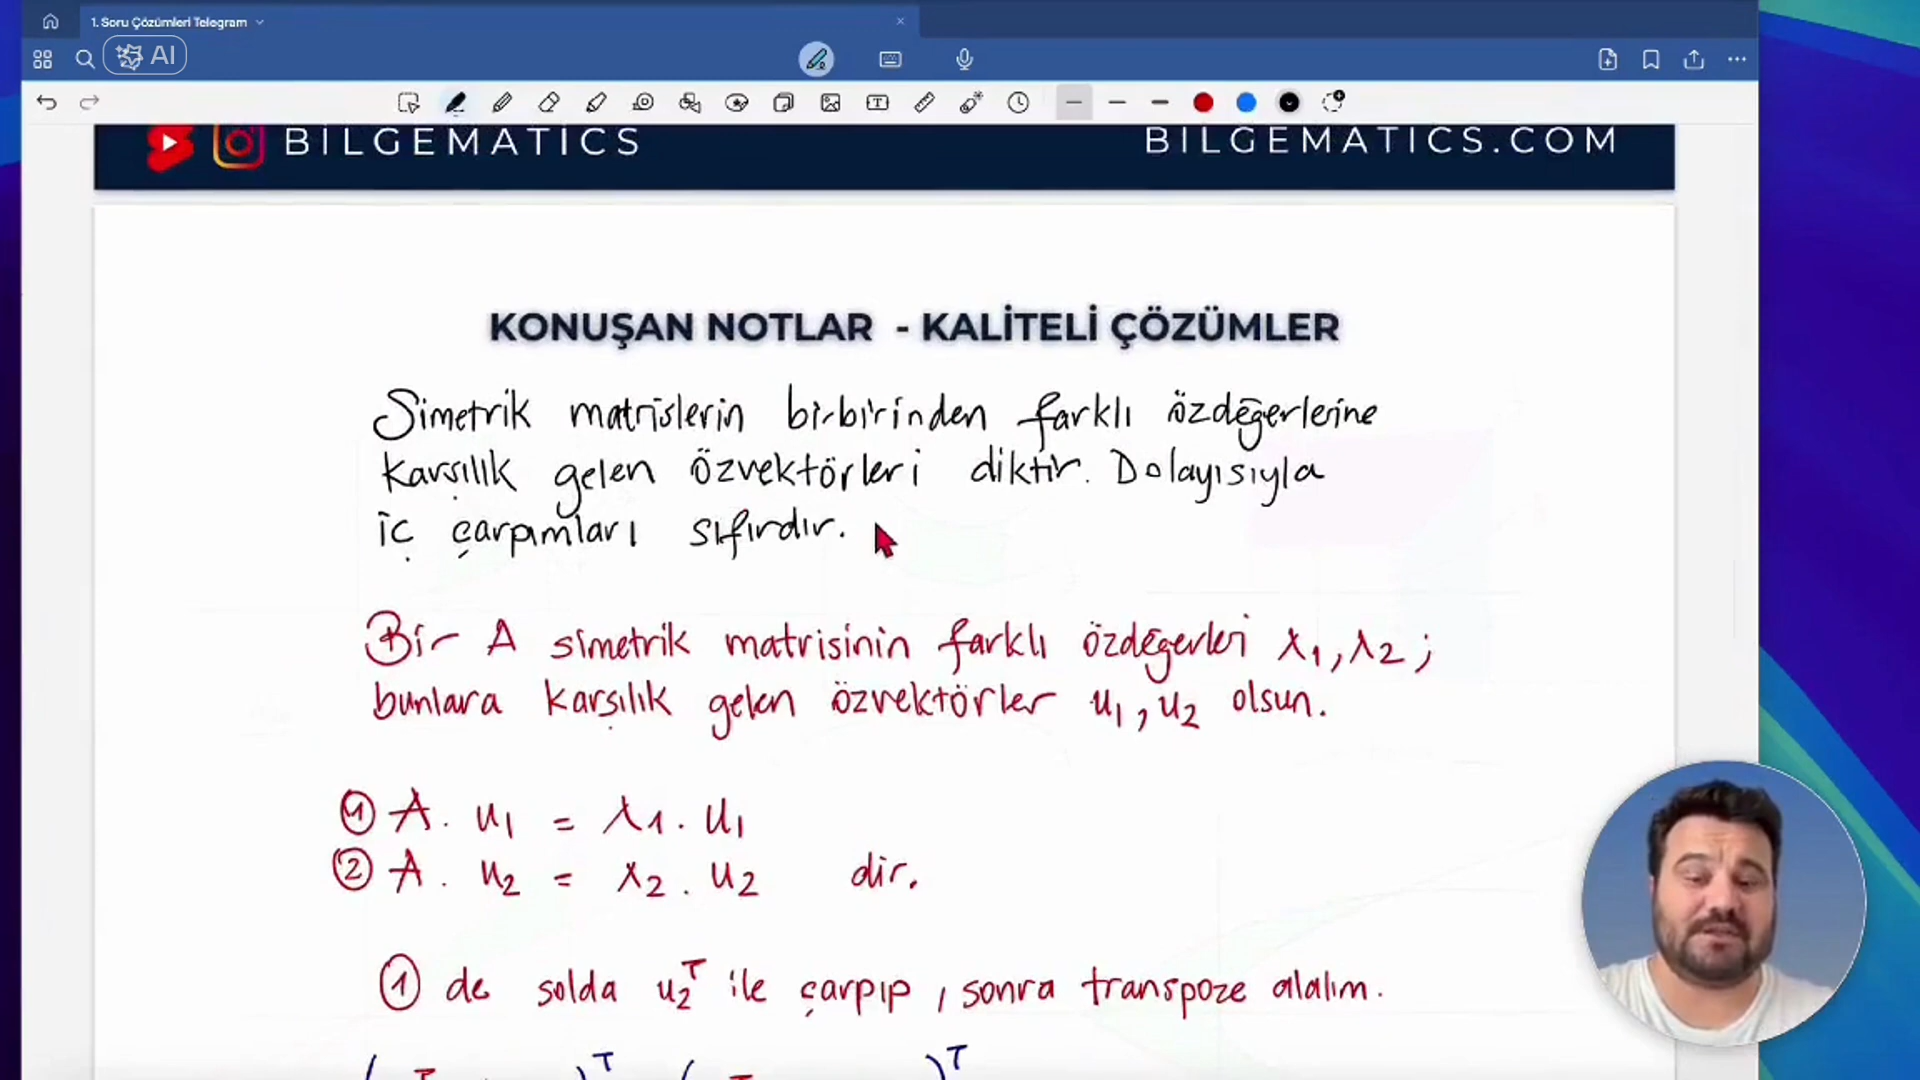 1. Soru Çözümleri Telegram
AI
BILGEMATICS
BILGEMATICS.COM
KONUŞAN NOTLAR - KALİTELİ ÇÖZÜMLER
Simetrik matrislerin birbirinden farklı özdeğerlerine
karşılık gelen özvektörleri diktir. Dolayısıyla
iç çarpımları sıfırdır.
Bir A simetrik matrisinin farklı özdeğerleri λ1, λ2 ;
bunlara karşılık gelen özvektörler u1, u2 olsun.
① A. u1 = λ1. u1
② A. u2 = λ2. u2 dir.
① de solda u2^T ile çarpıp, sonra transpoze alalım.